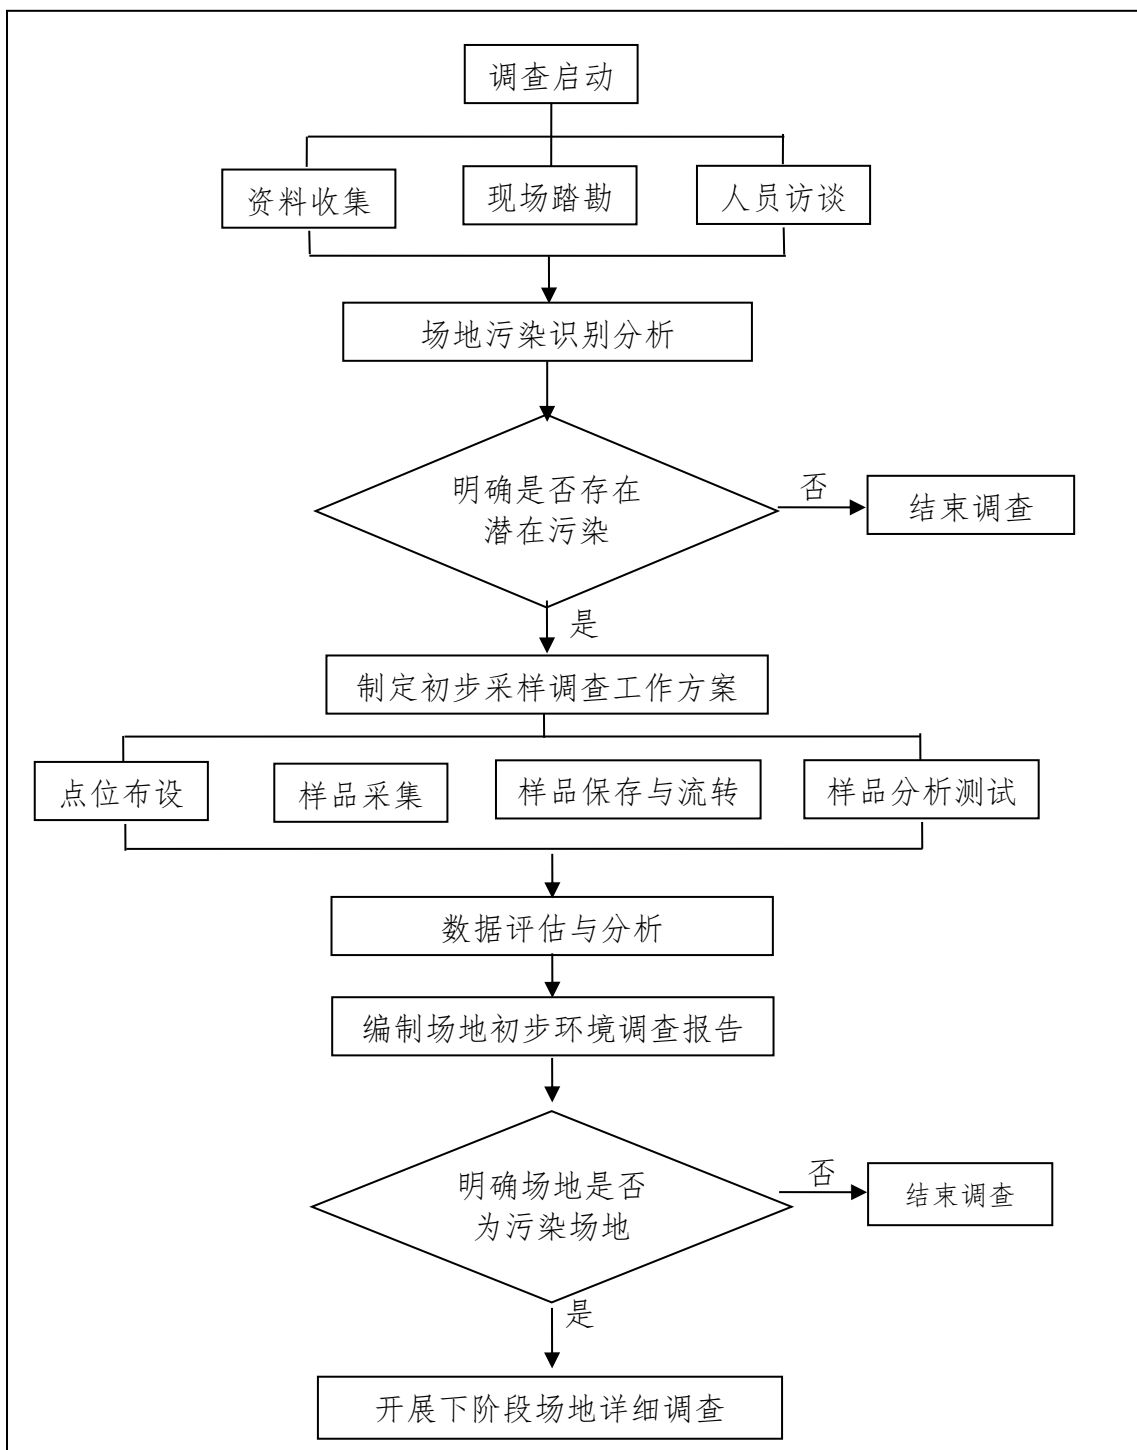 调查启动
资料收集
现场踏勘
人员访谈
场地污染识别分析
明确是否存在
潜在污染
否
结束调查
是
制定初步采样调查工作方案
点位布设
样品采集
样品保存与流转
样品分析测试
数据评估与分析
编制场地初步环境调查报告
明确场地是否
为污染场地
否
结束调查
是
开展下阶段场地详细调查